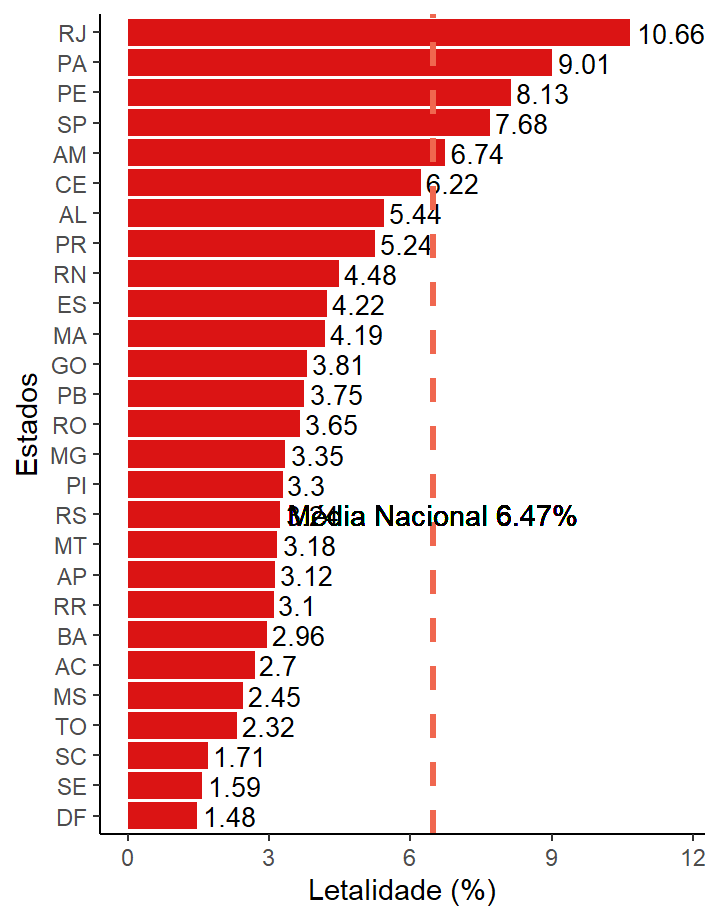 RJ 10.66
PA 9.01
PE 8.13
SP 7.68
AM 6.74
CE 6.22
AL 5.44
PR 5.24
RN 4.48
ES 4.22
MA 4.19
GO 3.81
PB 3.75
RO 3.65
MG 3.35
PI 3.3
RS 3.24 Média Nacional 6.47%
MT 3.18
AP 3.12
RR 3.1
BA 2.96
AC 2.7
MS 2.45
TO 2.32
SC 1.71
SE 1.59
DF 1.48
Estados
0 3 6 9 12
Letalidade (%)